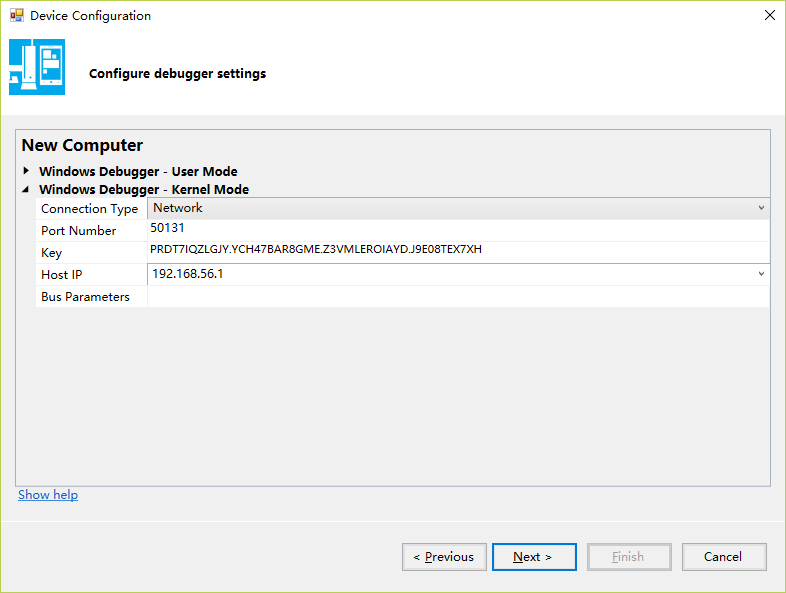 Device Configuration
Configure debugger settings
New Computer
Windows Debugger - User Mode
Windows Debugger - Kernel Mode
Connection Type Network
Port Number 50131
Key PRDT7IQZLGJY.YCH47BAR8GME.Z3VMLEROIAYD.J9E08TEX7XH
Host IP 192.168.56.1
Bus Parameters
Show help
< Previous Next > Finish Cancel